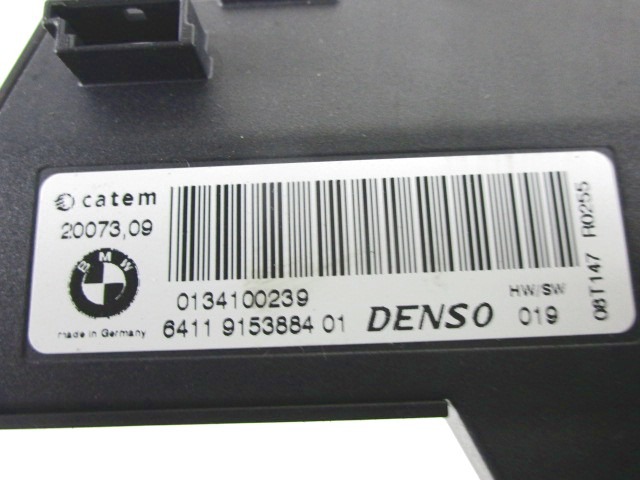 catem
20073,09
BMW
made in Germany
0134100239
6411 9153884 01
DENSO
HW/SW
019
08T147 R0255